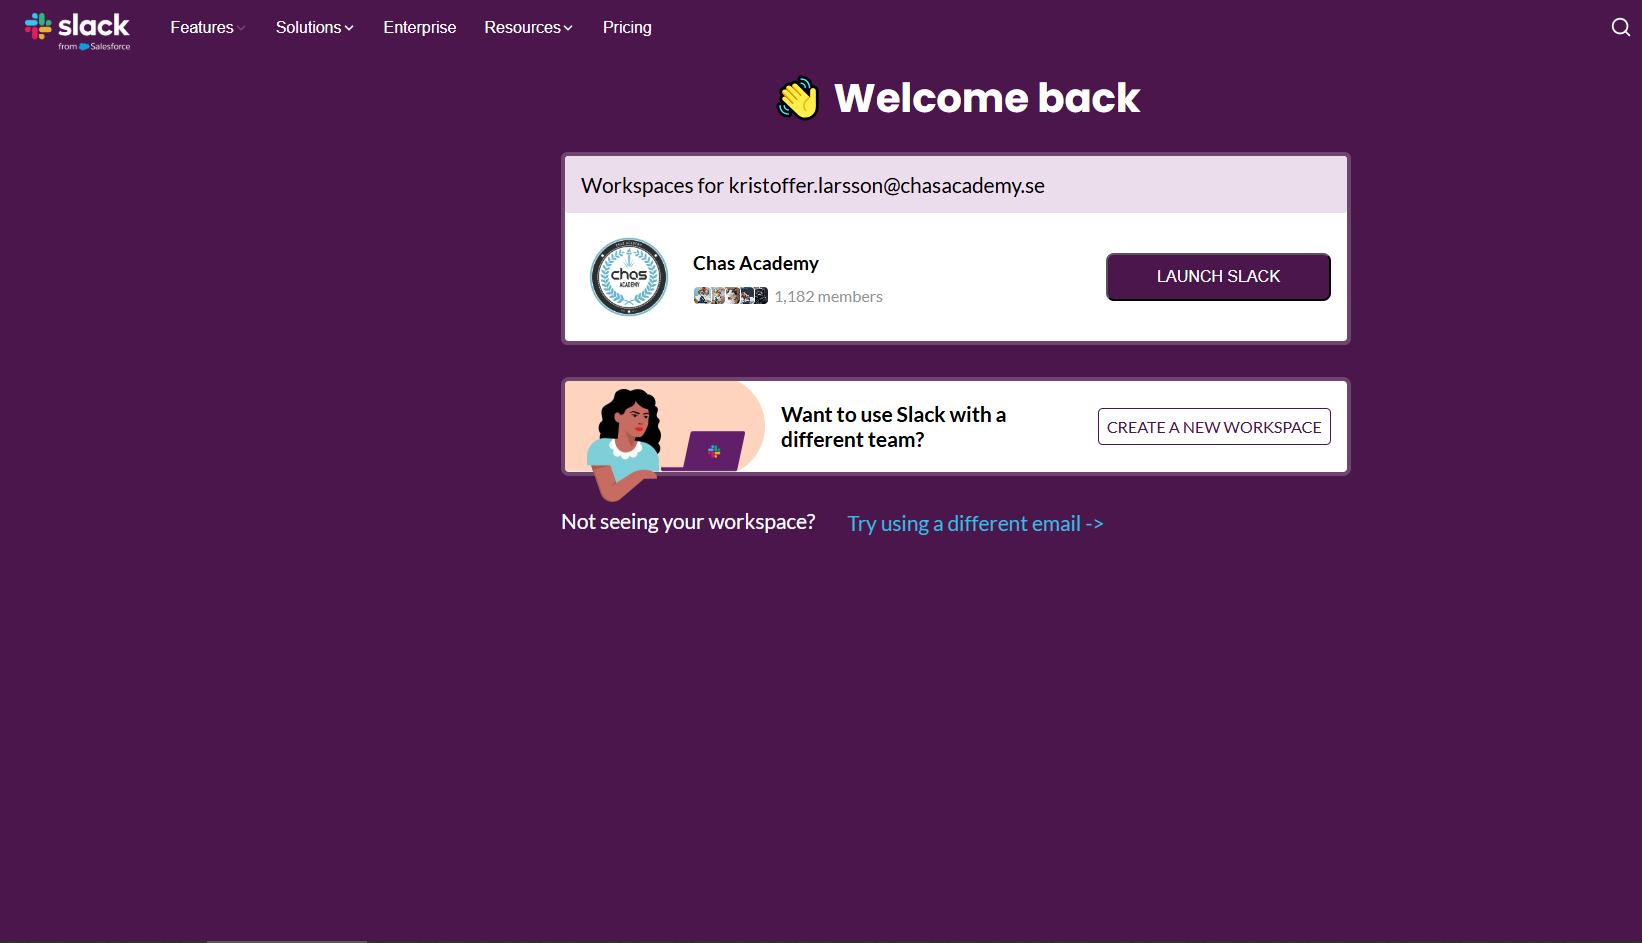 slack
from Salesforce
Features
Solutions
Enterprise
Resources
Pricing
Welcome back
Workspaces for kristoffer.larsson@chasacademy.se
chas
ACADEMY
Chas Academy
1,182 members
LAUNCH SLACK
Want to use Slack with a
different team?
CREATE A NEW WORKSPACE
Not seeing your workspace?
Try using a different email ->